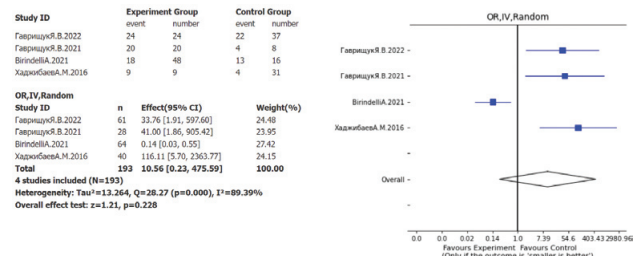 Study ID Experiment Group Control Group
event number event number
ГаврищукЯ.В.2022 24 24 22 37
ГаврищукЯ.В.2021 20 20 4 8
BirindelliA.2021 18 48 13 16
ХаджибаевА.М.2016 9 9 4 31
OR,IV,Random
Study ID n Effect(95% CI) Weight(%)
ГаврищукЯ.В.2022 61 33.76 [1.91, 597.60] 24.48
ГаврищукЯ.В.2021 28 41.00 [1.86, 905.42] 23.95
BirindelliA.2021 64 0.14 [0.03, 0.55] 27.42
ХаджибаевА.М.2016 40 116.11 [5.70, 2363.77] 24.15
Total 193 10.56 [0.23, 475.59] 100.00
4 studies included (N=193)
Heterogeneity: Tau²=13.264, Q=28.27 (p=0.000), I²=89.39%
Overall effect test: z=1.21, p=0.228
OR,IV,Random
ГаврищукЯ.В.2022
ГаврищукЯ.В.2021
BirindelliA.2021
ХаджибаевА.М.2016
Overall
0.0 0.0 0.02 0.14 1.0 7.39 54.6 403.43 2980.96
Favours Experiment Favours Control
(Only if the outcome is 'smaller is better')